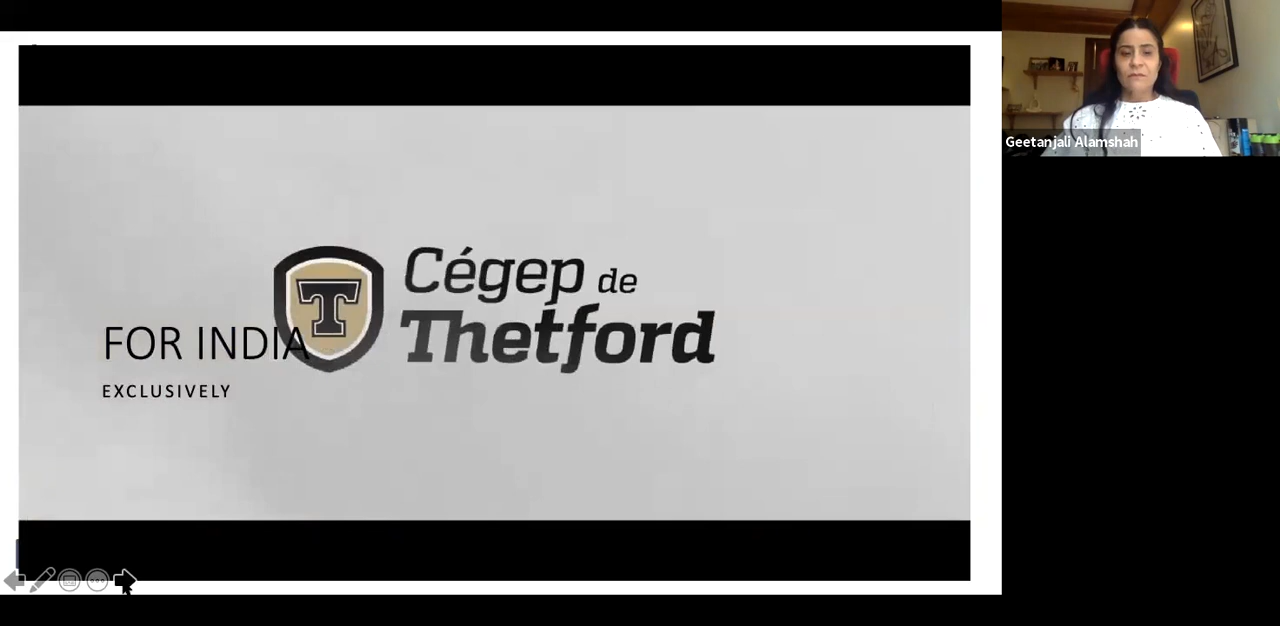 Cégep de
Thetford
T
FOR INDIA
EXCLUSIVELY
Geetanjali Alamshah